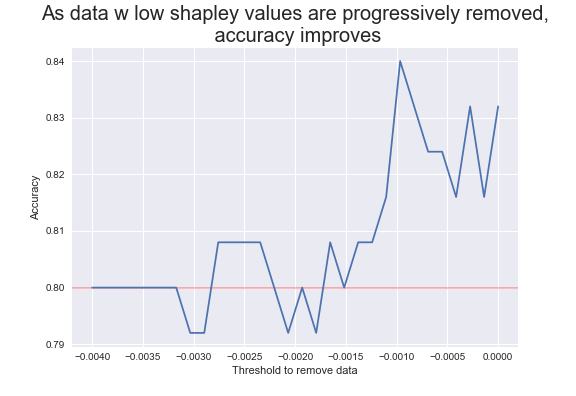 As data w low shapley values are progressively removed,
accuracy improves
0.84
0.83
0.82
0.81
0.80
0.79
Accuracy
−0.0040 −0.0035 −0.0030 −0.0025 −0.0020 −0.0015 −0.0010 −0.0005 0.0000
Threshold to remove data